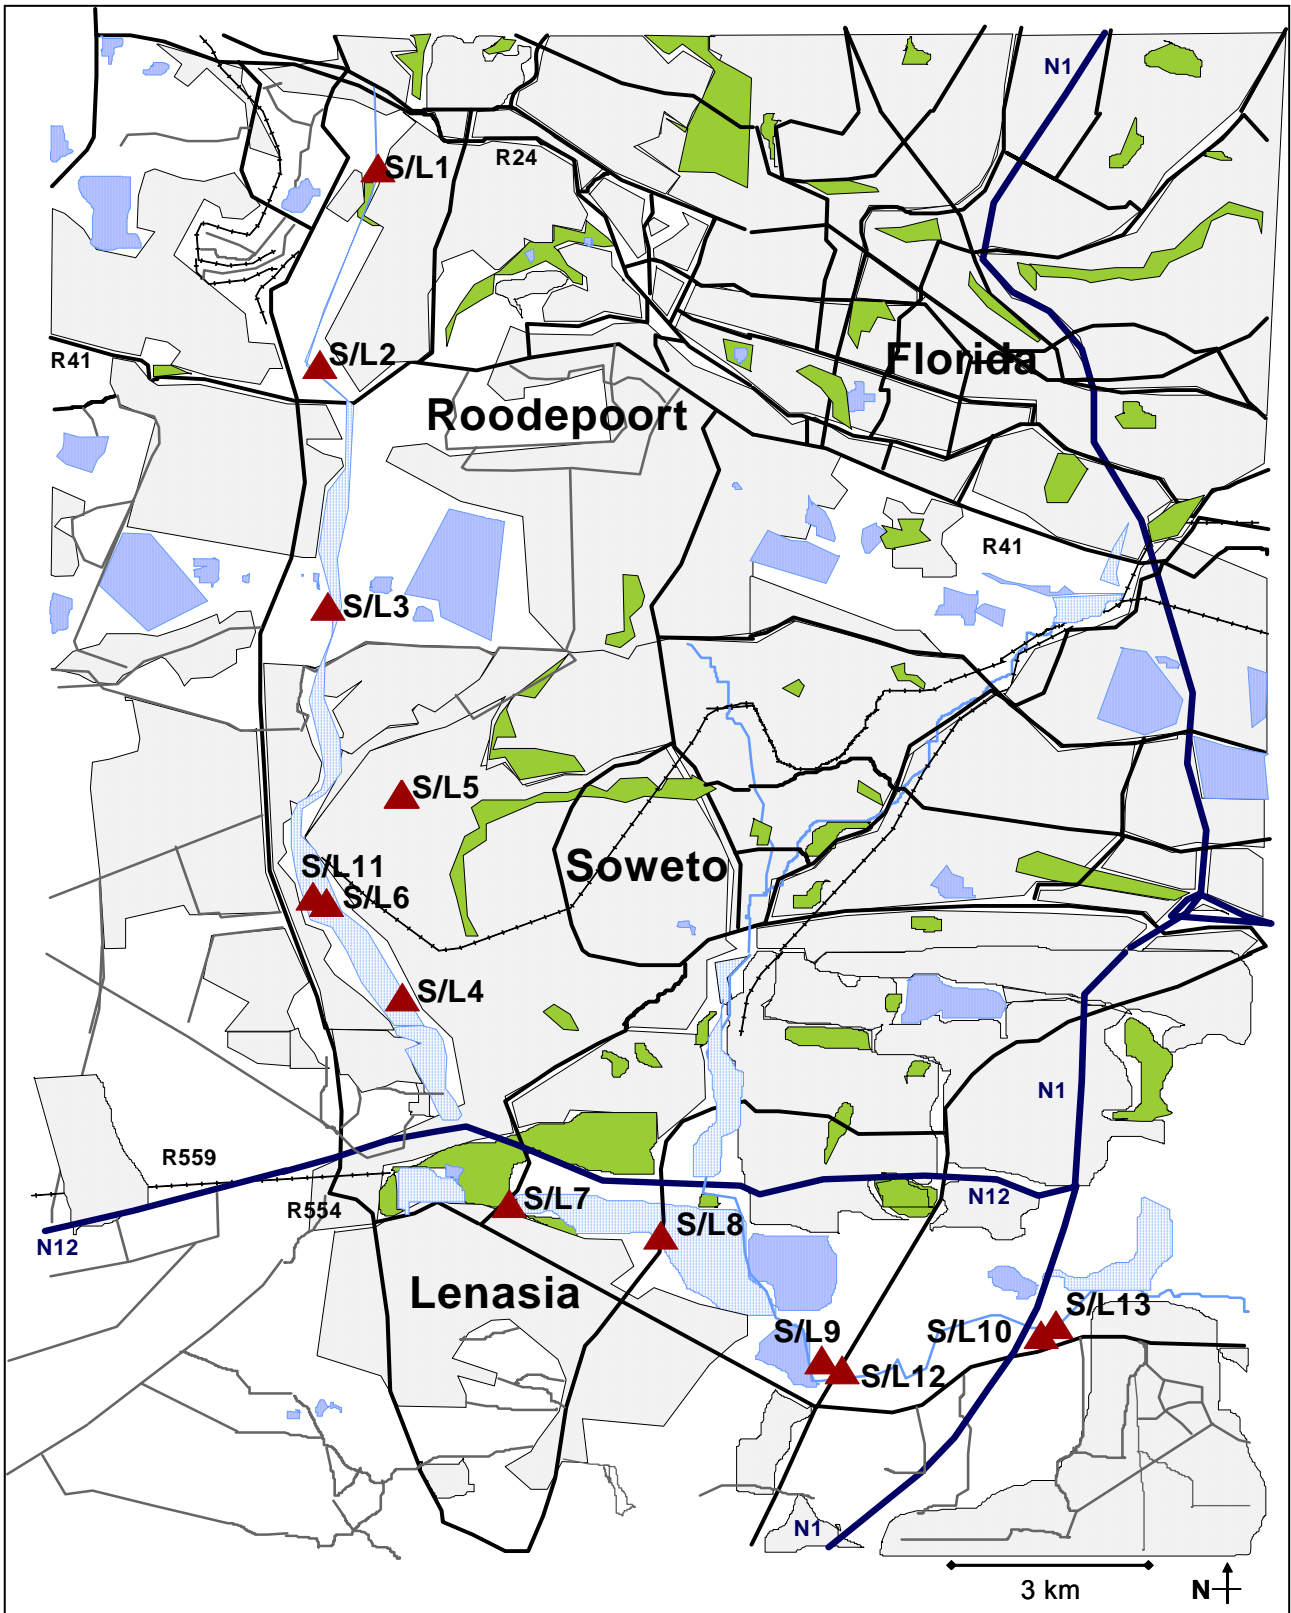 N1
R24
S/L1
R41
S/L2
Florida
Roodepoort
R41
S/L3
S/L5
Soweto
S/L11
S/L6
S/L4
N1
R559
N12
R554
S/L7
S/L8
N12
Lenasia
S/L13
S/L9
S/L10
S/L12
N1
3 km
N